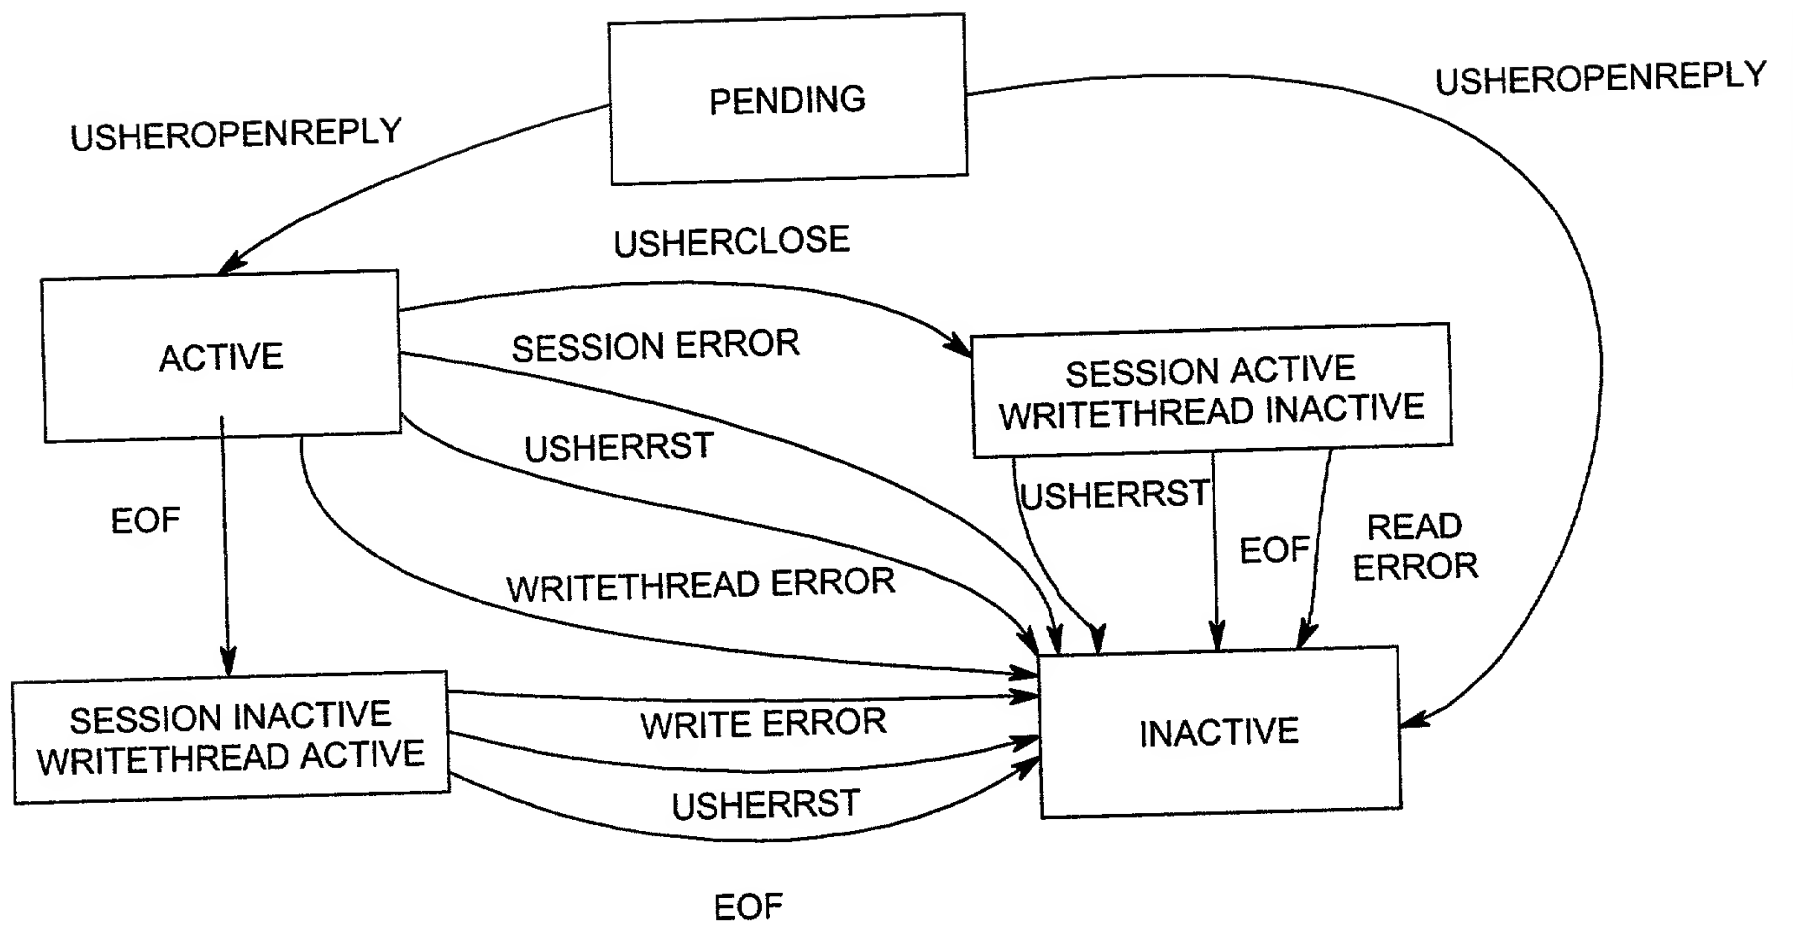 PENDING
USHEROPENREPLY
USHEROPENREPLY
USHERCLOSE
ACTIVE
SESSION ERROR
SESSION ACTIVE
WRITETHREAD INACTIVE
USHERRST
USHERRST
EOF
EOF
READ
ERROR
WRITETHREAD ERROR
SESSION INACTIVE
WRITETHREAD ACTIVE
WRITE ERROR
INACTIVE
USHERRST
EOF